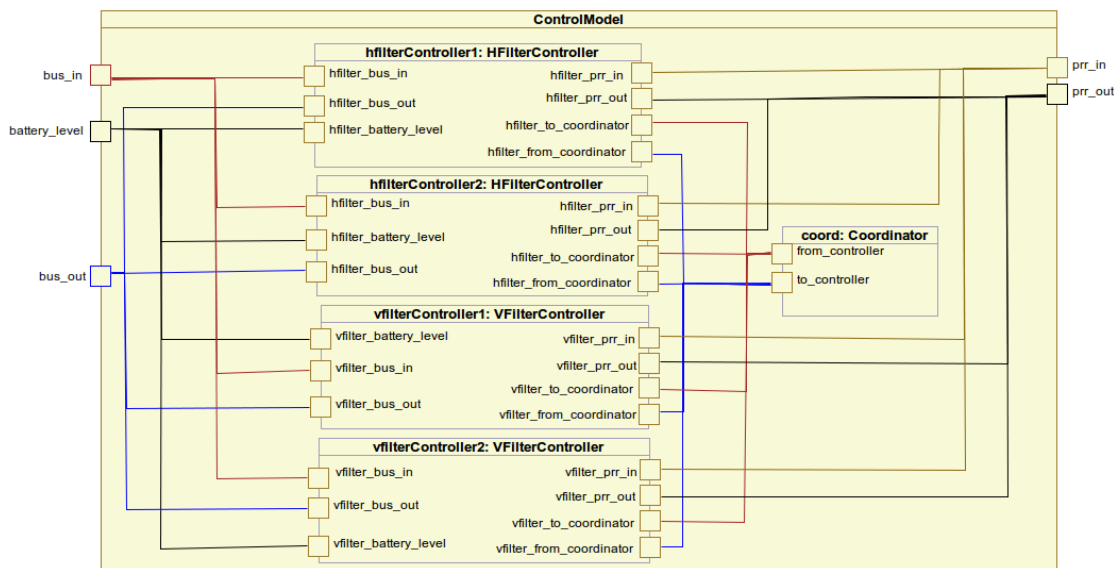 ControlModel
bus_in
battery_level
bus_out
prr_in
prr_out
hfilterController1: HFilterController
hfilter_bus_in
hfilter_bus_out
hfilter_battery_level
hfilter_prr_in
hfilter_prr_out
hfilter_to_coordinator
hfilter_from_coordinator
hfilterController2: HFilterController
hfilter_bus_in
hfilter_battery_level
hfilter_bus_out
hfilter_prr_in
hfilter_prr_out
hfilter_to_coordinator
hfilter_from_coordinator
coord: Coordinator
from_controller
to_controller
vfilterController1: VFilterController
vfilter_battery_level
vfilter_bus_in
vfilter_bus_out
vfilter_prr_in
vfilter_prr_out
vfilter_to_coordinator
vfilter_from_coordinator
vfilterController2: VFilterController
vfilter_bus_in
vfilter_bus_out
vfilter_battery_level
vfilter_prr_in
vfilter_prr_out
vfilter_to_coordinator
vfilter_from_coordinator